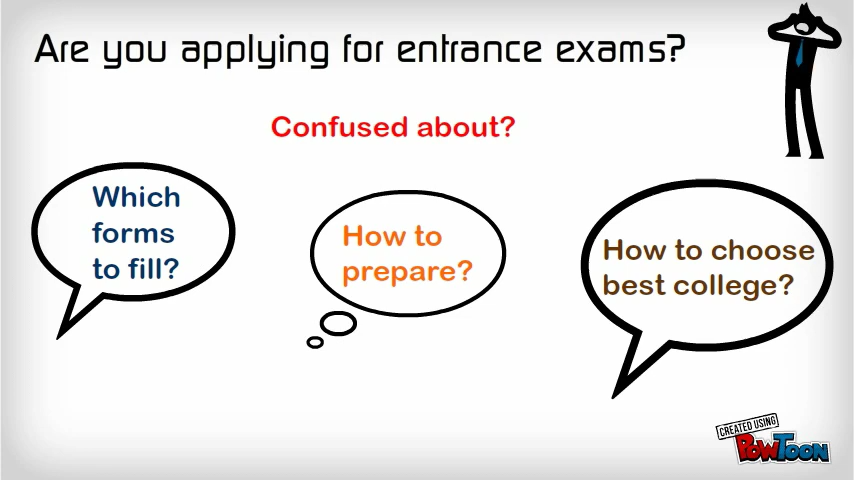 Are you applying for entrance exams?
Confused about?
Which
forms
to fill?
How to
prepare?
How to choose
best college?
CREATED USING
POWTOON